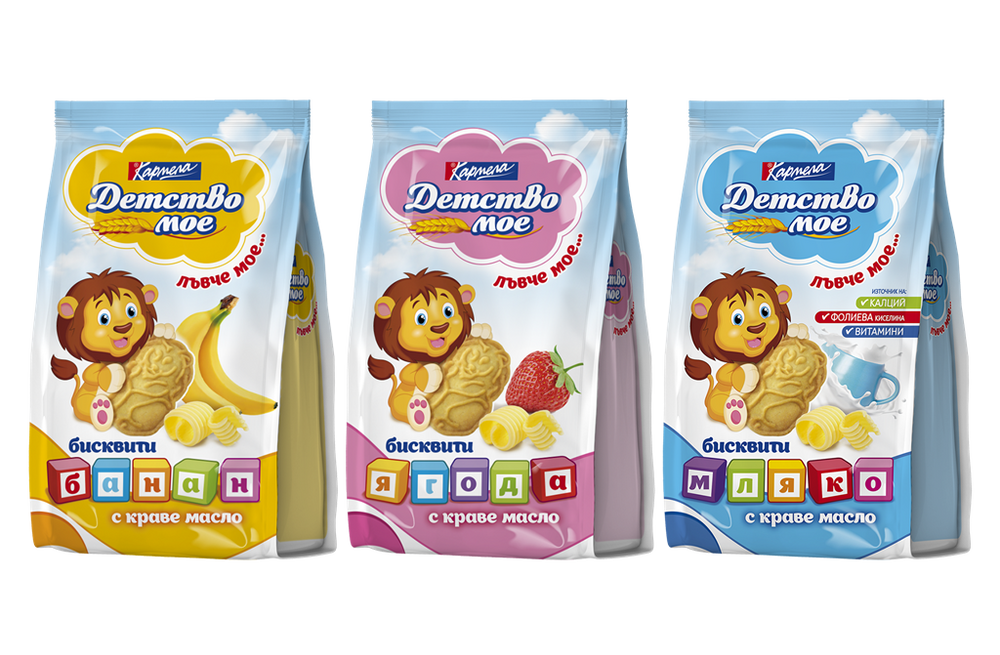 Кармела
Детство
мое
лъвче мое...
бисквити
банан
с краве масло
Кармела
Детство
мое
лъвче мое...
бисквити
ягода
с краве масло
Кармела
Детство
мое
лъвче мое...
ИЗТОЧНИК НА:
КАЛЦИЙ
ФОЛИЕВА КИСЕЛИНА
ВИТАМИНИ
бисквити
мляко
с краве масло